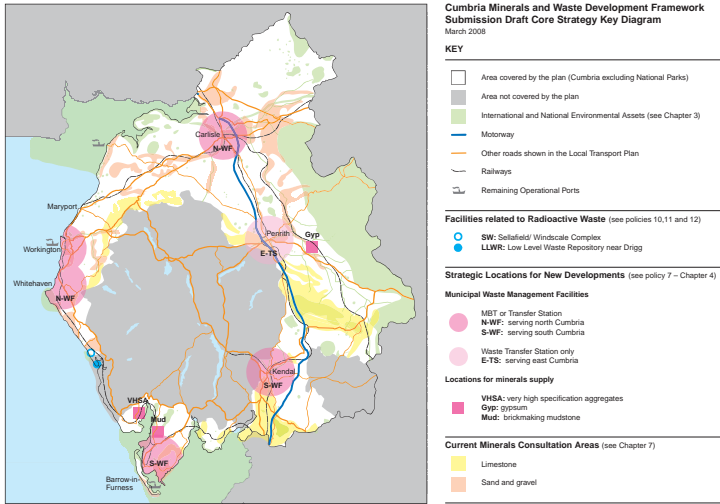 Cumbria Minerals and Waste Development Framework
Submission Draft Core Strategy Key Diagram
March 2008
KEY
Area covered by the plan (Cumbria excluding National Parks)
Area not covered by the plan
International and National Environmental Assets (see Chapter 3)
Motorway
Other roads shown in the Local Transport Plan
Railways
Remaining Operational Ports
Facilities related to Radioactive Waste (see policies 10,11 and 12)
SW: Sellafield/ Windscale Complex
LLWR: Low Level Waste Repository near Drigg
Strategic Locations for New Developments (see policy 7 – Chapter 4)
Municipal Waste Management Facilities
MBT or Transfer Station
N-WF: serving north Cumbria
S-WF: serving south Cumbria
Waste Transfer Station only
E-TS: serving east Cumbria
Locations for minerals supply
VHSA: very high specification aggregates
Gyp: gypsum
Mud: brickmaking mudstone
Current Minerals Consultation Areas (see Chapter 7)
Limestone
Sand and gravel
Carlisle
N-WF
Maryport
Penrith
Gyp
Workington
E-TS
Whitehaven
N-WF
Kendal
S-WF
VHSA
Mud
S-WF
Barrow-in-
Furness